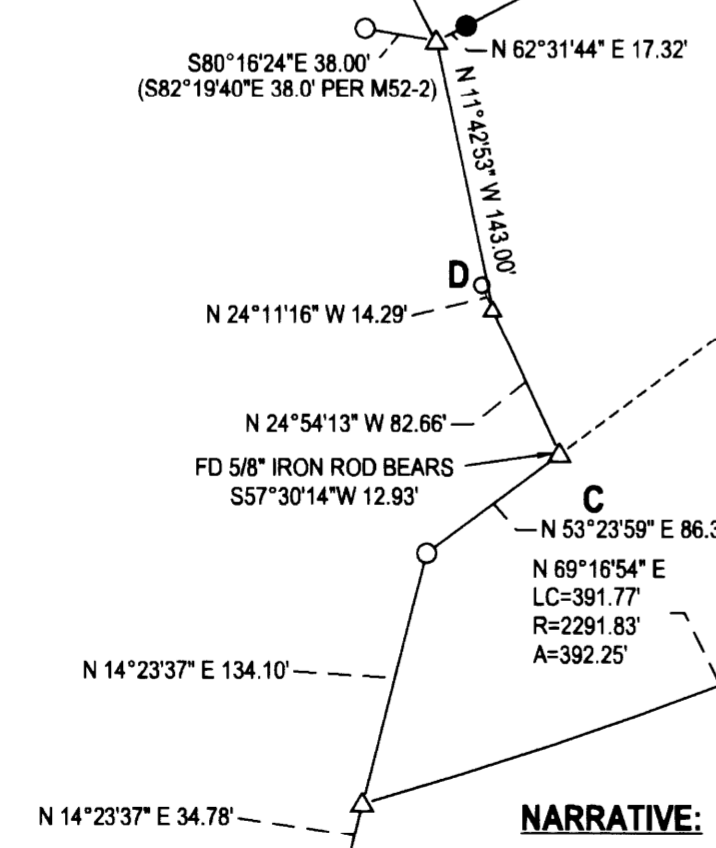 S80°16'24"E 38.00'
(S82°19'40"E 38.0' PER M52-2)
N 62°31'44" E 17.32'
N 11°42'53" W 143.00'
D
N 24°11'16" W 14.29'
N 24°54'13" W 82.66'
FD 5/8" IRON ROD BEARS
S57°30'14"W 12.93'
C
N 53°23'59" E 86.3
N 69°16'54" E
LC=391.77'
R=2291.83'
A=392.25'
N 14°23'37" E 134.10'
N 14°23'37" E 34.78'
NARRATIVE: